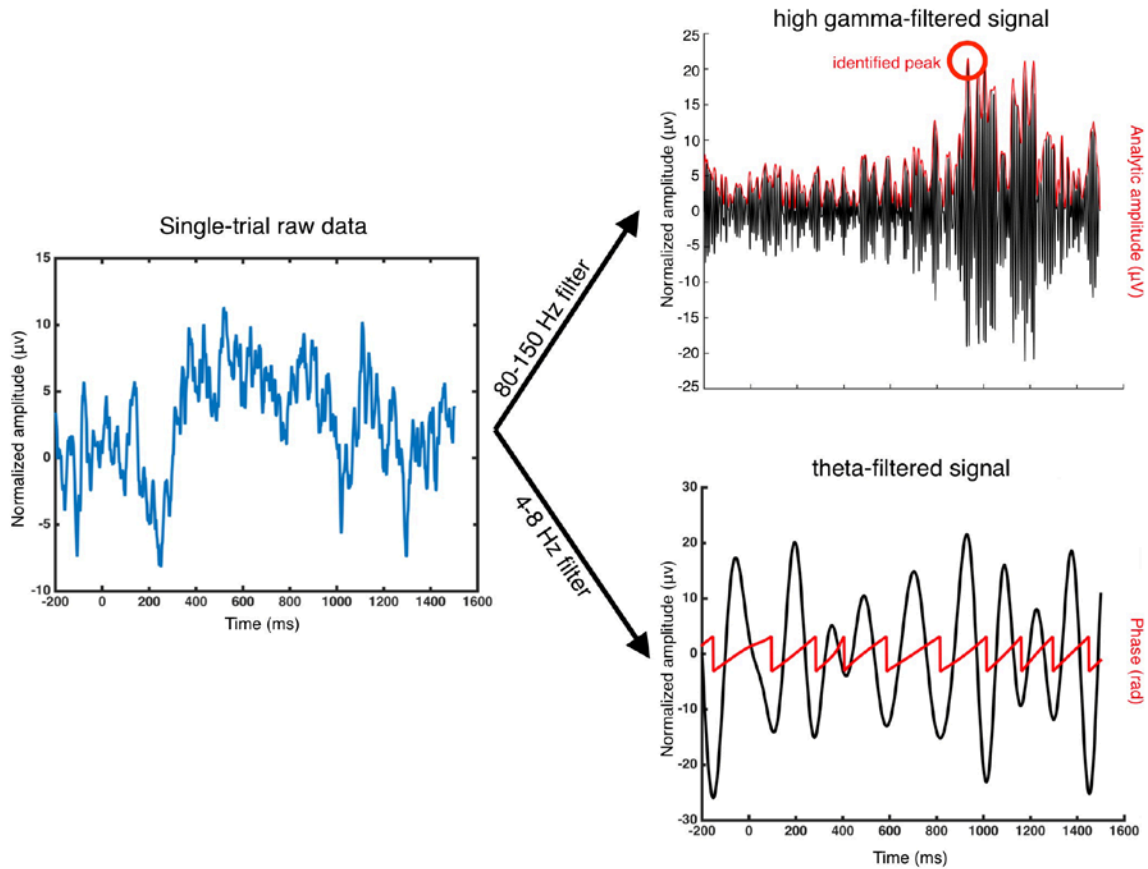 high gamma-filtered signal
identified peak
25
20
15
10
5
0
-5
-10
-15
-20
-25
Normalized amplitude (µv)
Analytic amplitude (µV)
Single-trial raw data
15
10
5
0
-5
-10
Normalized amplitude (µv)
-200 0 200 400 600 800 1000 1200 1400 1600
Time (ms)
80-150 Hz filter
4-8 Hz filter
theta-filtered signal
30
20
10
0
-10
-20
-30
Normalized amplitude (µv)
Phase (rad)
-200 0 200 400 600 800 1000 1200 1400 1600
Time (ms)